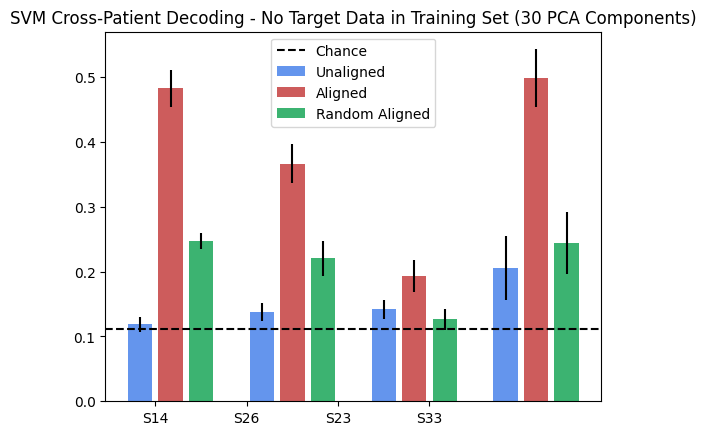 SVM Cross-Patient Decoding - No Target Data in Training Set (30 PCA Components)
Chance
Unaligned
Aligned
Random Aligned
0.5
0.4
0.3
0.2
0.1
0.0
S14 S26 S23 S33